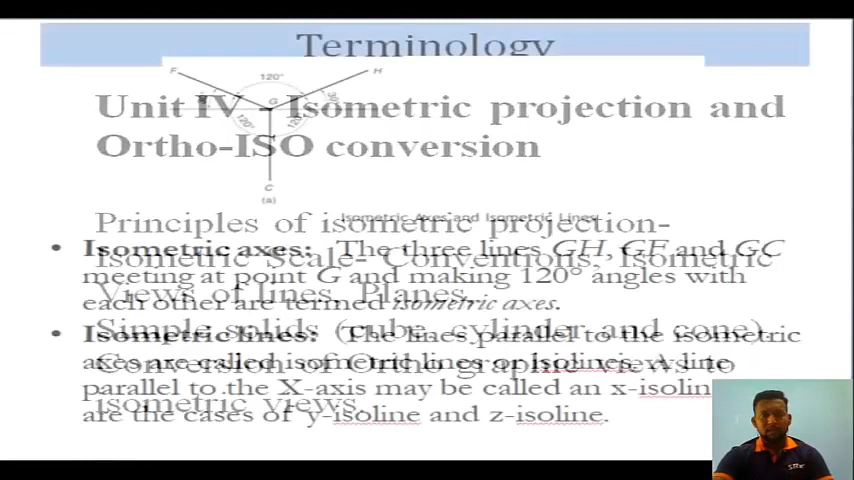 Terminology
F
120°
H
G
120°
C
(a)
Unit IV - Isometric projection and
Ortho-ISO conversion
Isometric Axes and Isometric Lines
Principles of isometric projection-
Isometric Scale- Conventions, Isometric
Views of lines, Planes,
Simple solids (cube, cylinder and cone).
Conversion of Ortho graphic views to
isometric views
• Isometric axes: The three lines GH, GF and GC
meeting at point G and making 120° angles with
each other are termed isometric axes.
• Isometric lines: (The lines parallel to the isometric
axes are called isometric lines or isolines. A line
parallel to the X-axis may be called an x-isolin
are the cases of y-isoline and z-isoline.